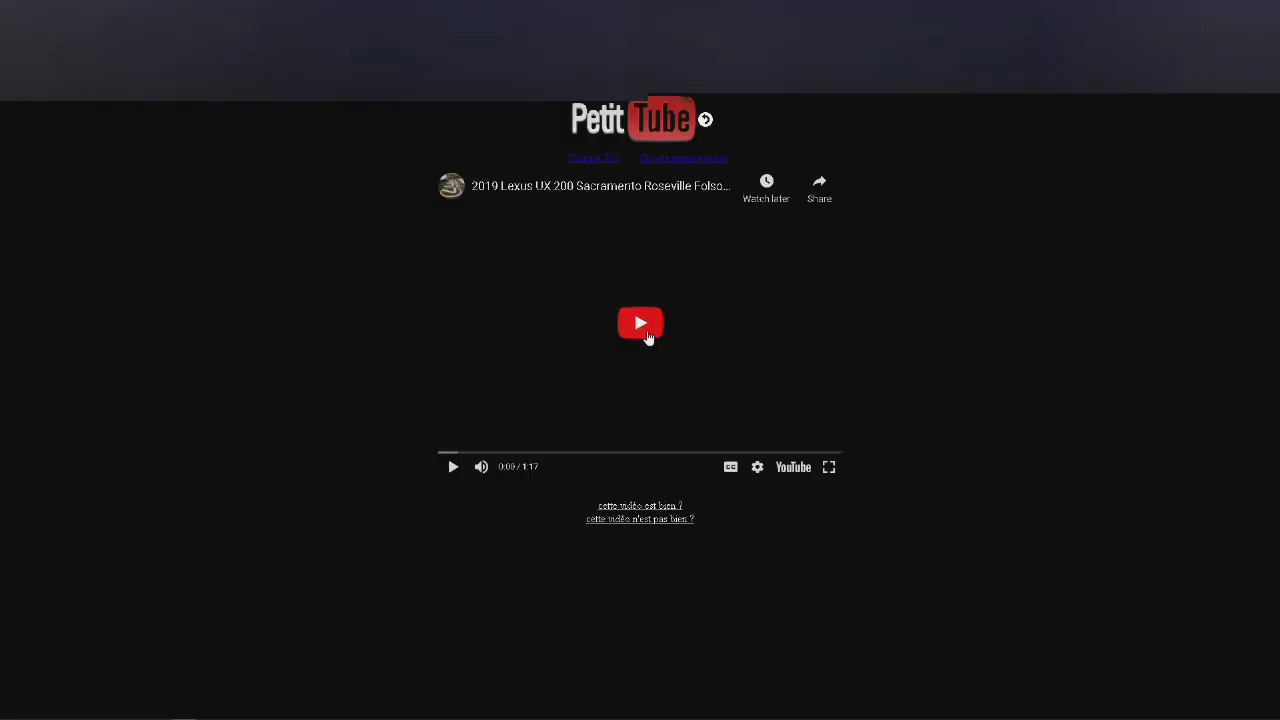 Petit Tube
2019 Lexus UX 200 Sacramento Roseville Folso...
Watch later
Share
0:00 / 1:17
CC
YouTube
cette vidéo est bien ?
cette vidéo n'est pas bien ?